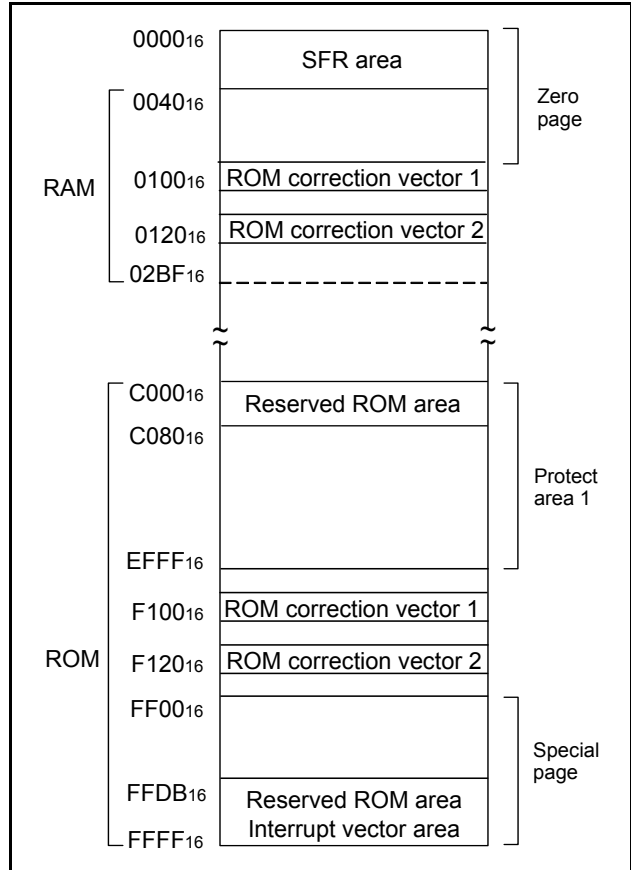 0000₁₆
SFR area
0040₁₆
Zero
page
RAM
0100₁₆
ROM correction vector 1
0120₁₆
ROM correction vector 2
02BF₁₆
≈ ≈
C000₁₆
Reserved ROM area
C080₁₆
Protect
area 1
EFFF₁₆
F100₁₆
ROM correction vector 1
ROM
F120₁₆
ROM correction vector 2
FF00₁₆
Special
page
FFDB₁₆
Reserved ROM area
Interrupt vector area
FFFF₁₆